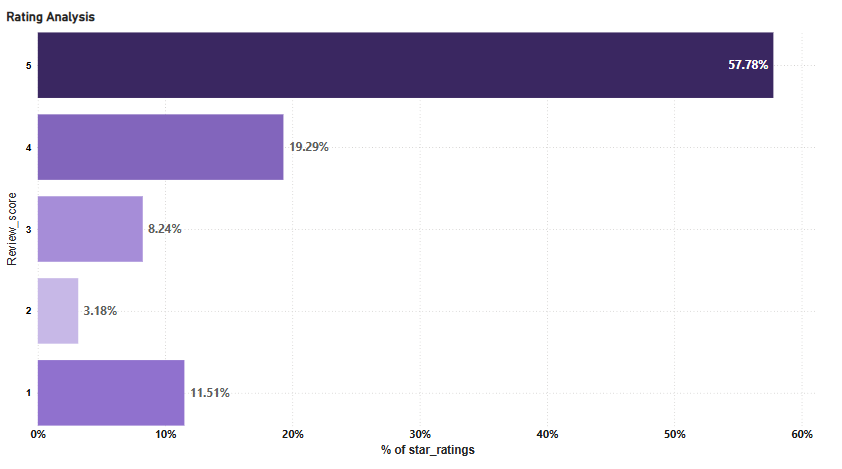 Rating Analysis
5
57.78%
4
19.29%
Review_score
3
8.24%
2
3.18%
1
11.51%
0% 10% 20% 30% 40% 50% 60%
% of star_ratings